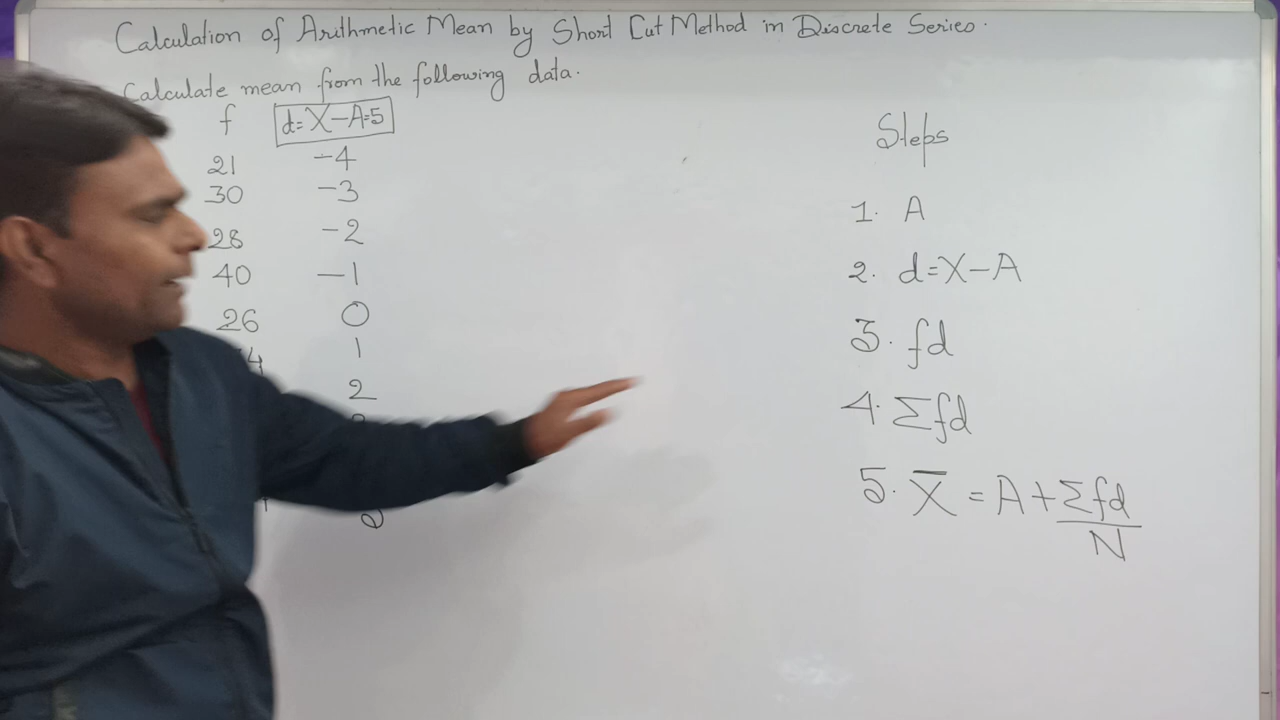 Calculation of Arithmetic Mean by Short Cut Method in Discrete Series.
Calculate mean from the following data.
f d=X-A=5
21 -4
30 -3
28 -2
40 -1
26 0
1
2
Steps
1. A
2. d=X-A
3. fd
4. Σfd
5. X̄ = A+Σfd/N